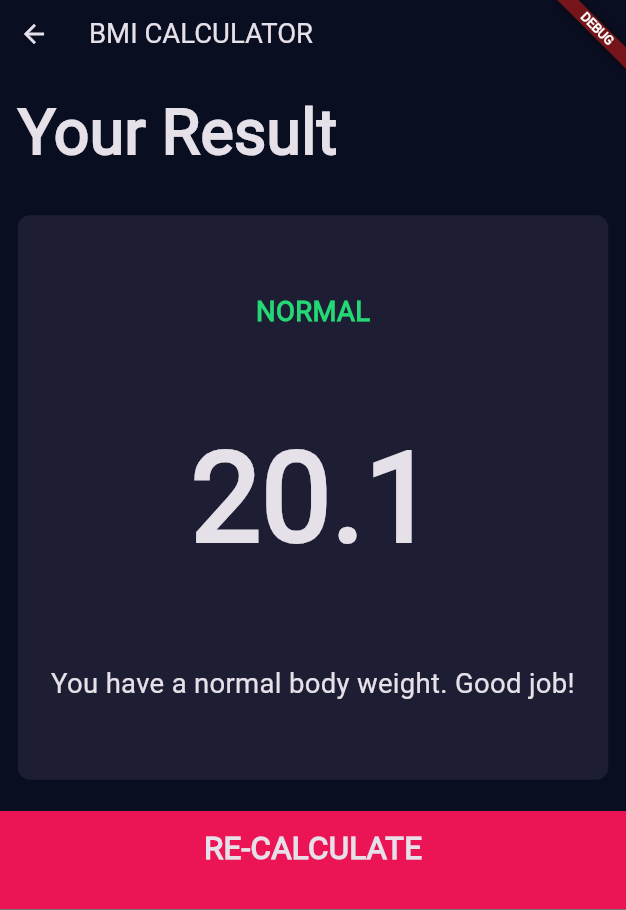 BMI CALCULATOR
DEBUG
Your Result
NORMAL
20.1
You have a normal body weight. Good job!
RE-CALCULATE